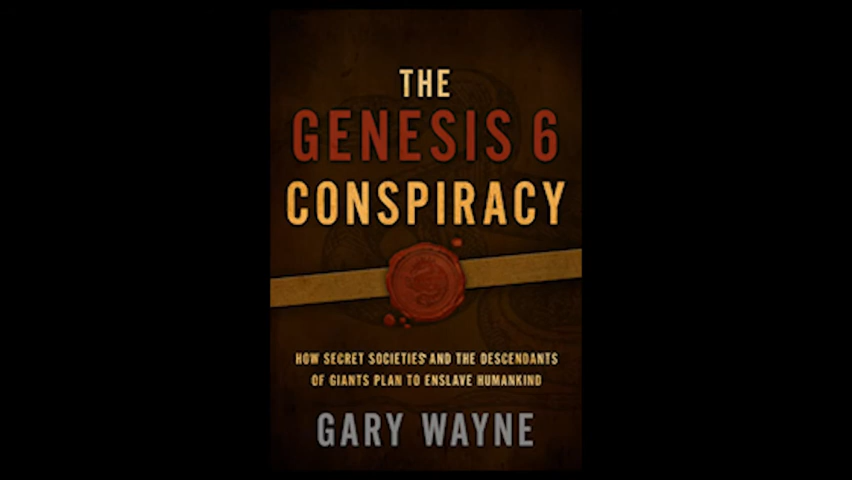 THE
GENESIS 6
CONSPIRACY
HOW SECRET SOCIETIES AND THE DESCENDANTS
OF GIANTS PLAN TO ENSLAVE HUMANKIND
GARY WAYNE